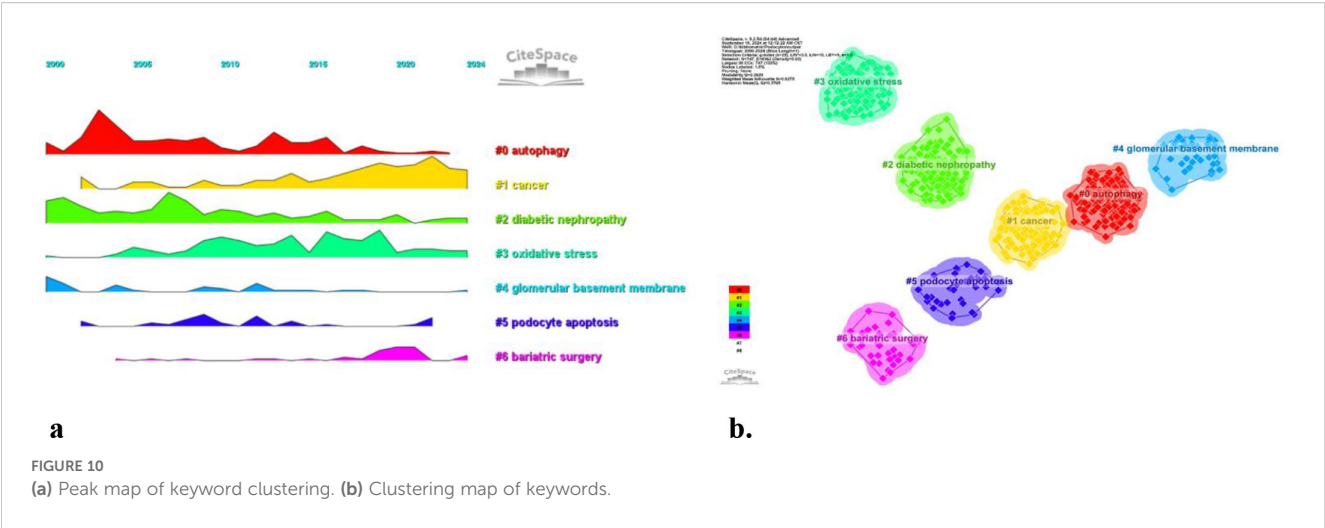 2000 2005 2010 2015 2020 2024
CiteSpace
#0 autophagy
#1 cancer
#2 diabetic nephropathy
#3 oxidative stress
#4 glomerular basement membrane
#5 podocyte apoptosis
#6 bariatric surgery
a
#3 oxidative stress
#4 glomerular basement membrane
#2 diabetic nephropathy
#0 autophagy
#1 cancer
#5 podocyte apoptosis
#6 bariatric surgery
CiteSpace
b.
FIGURE 10
(a) Peak map of keyword clustering. (b) Clustering map of keywords.